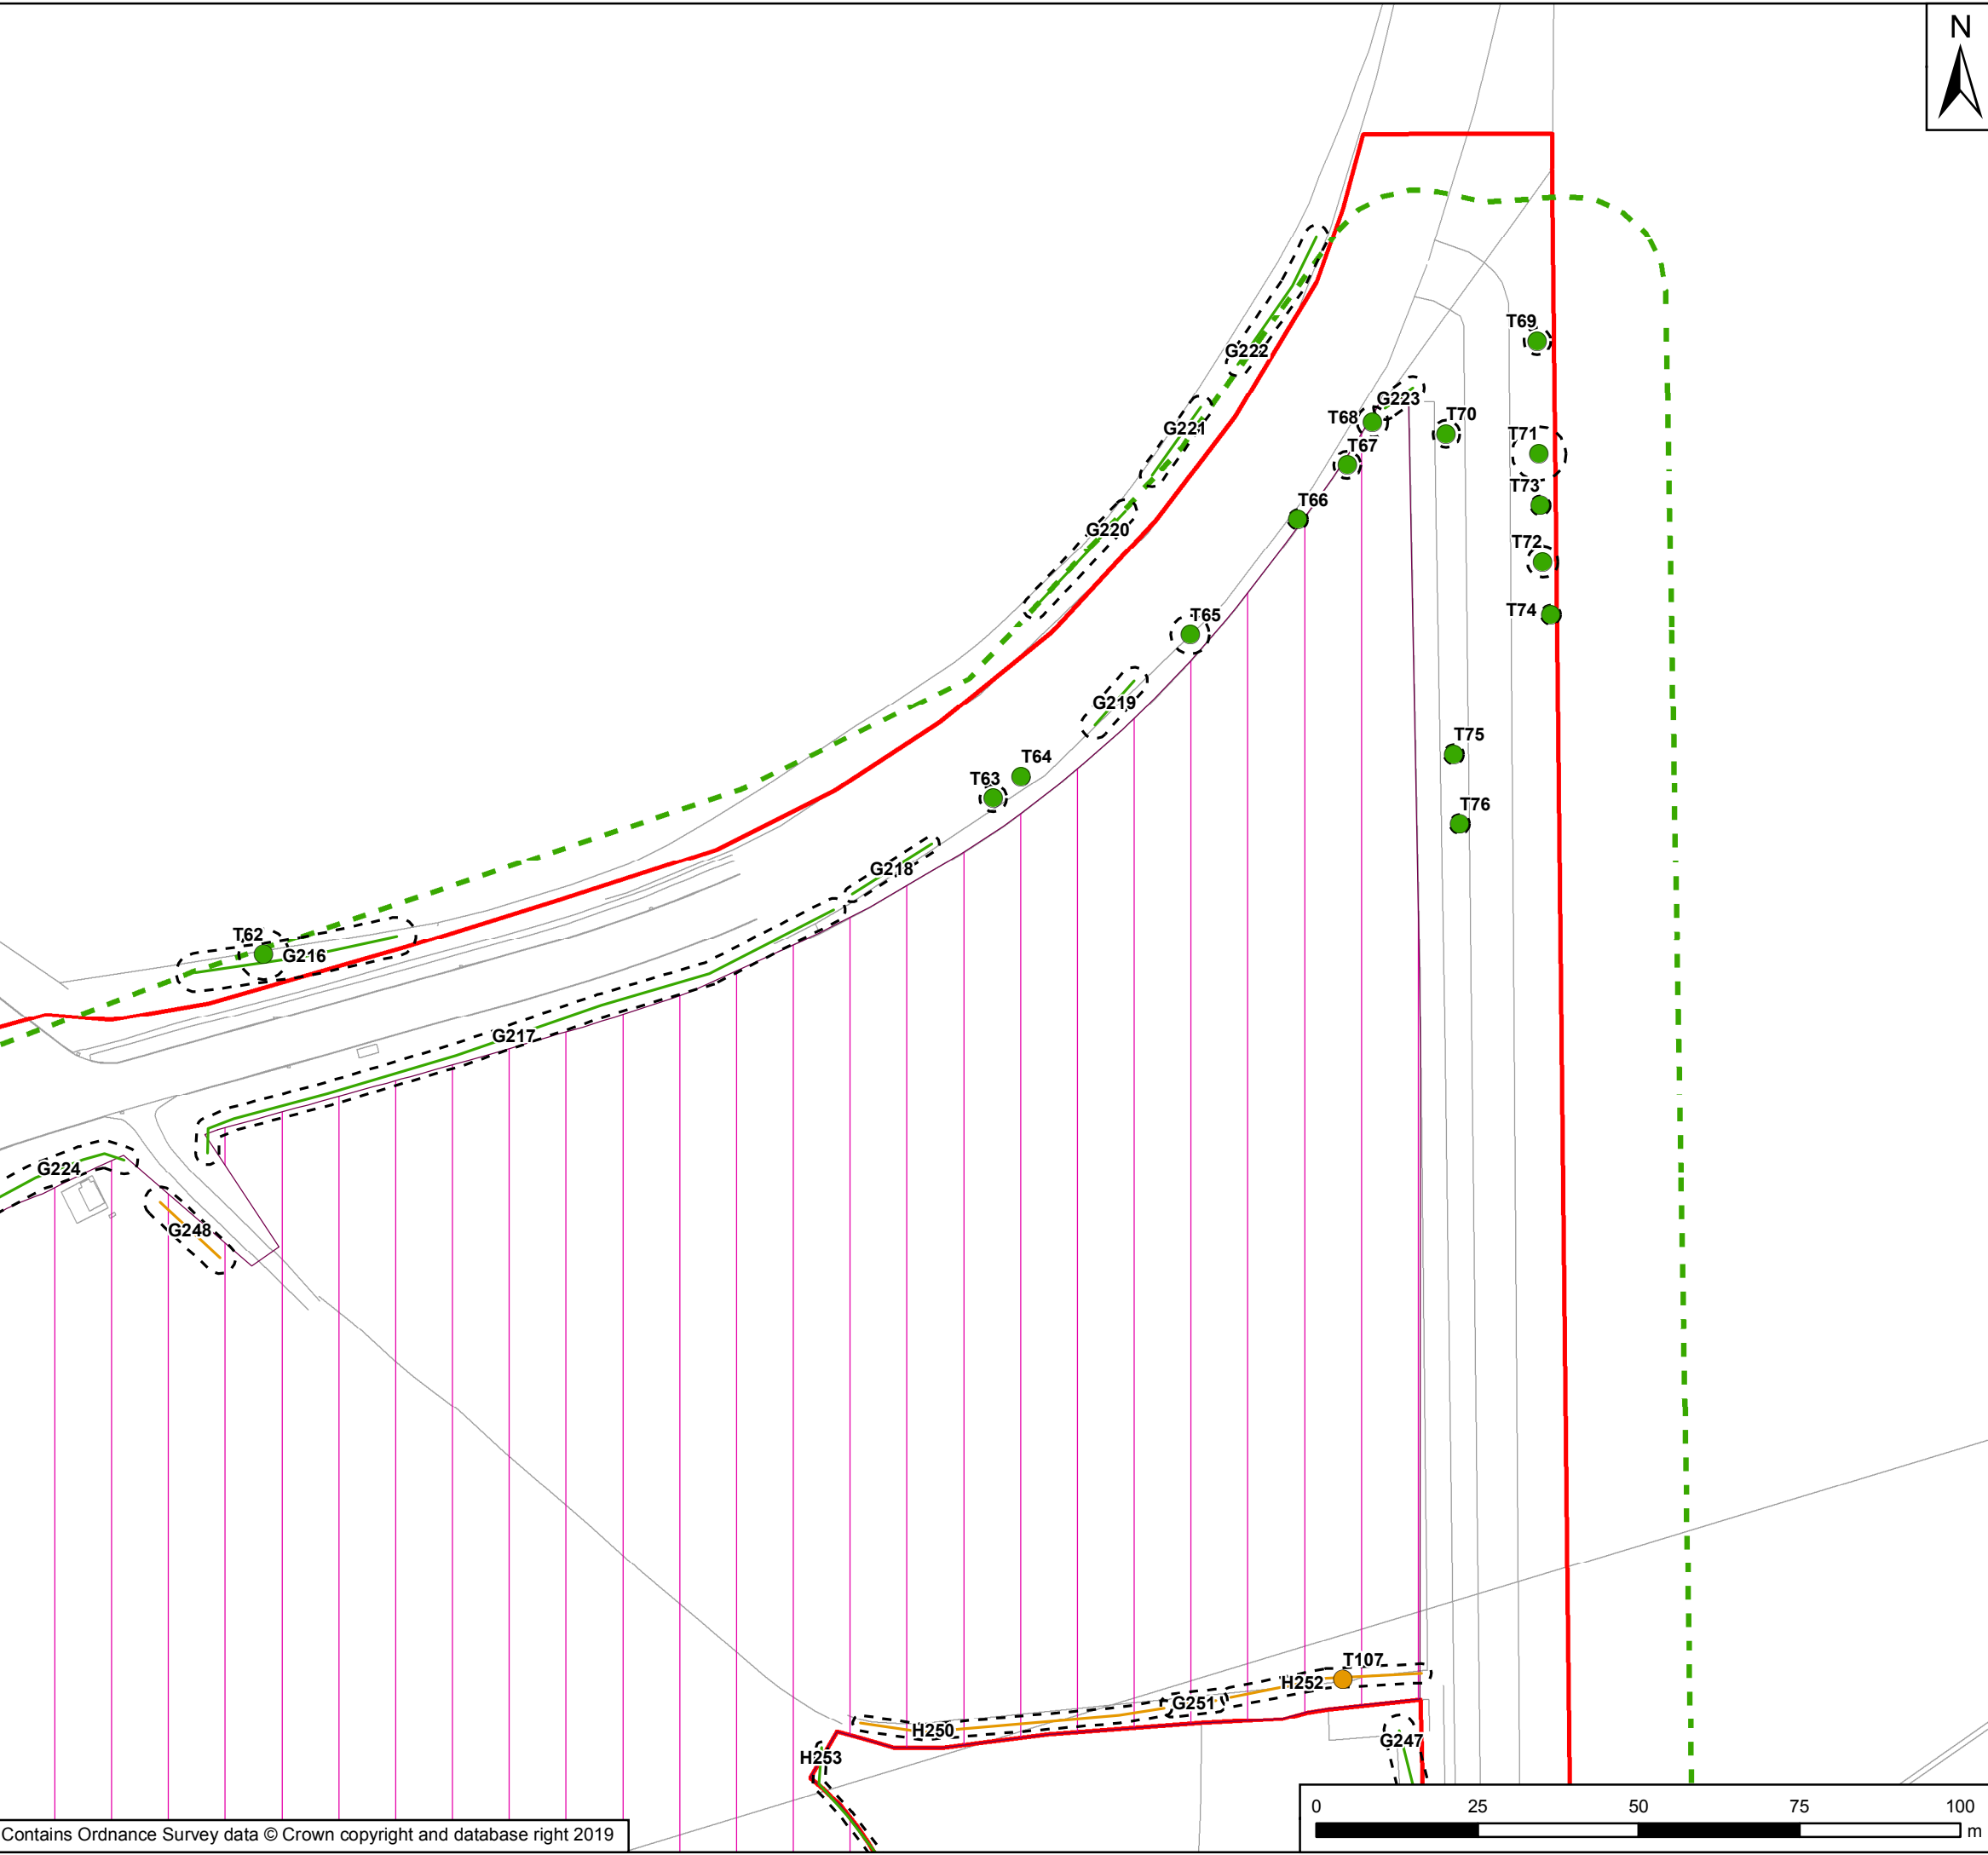 N
T69
G222
G223
T68
T70
G221
T71
T67
T73
T66
G220
T72
T74
T65
G219
T75
T64
T63
T76
G218
T62
G216
G217
G224
G248
T107
H252
G251
H250
G247
H253
0 25 50 75 100
m
Contains Ordnance Survey data © Crown copyright and database right 2019